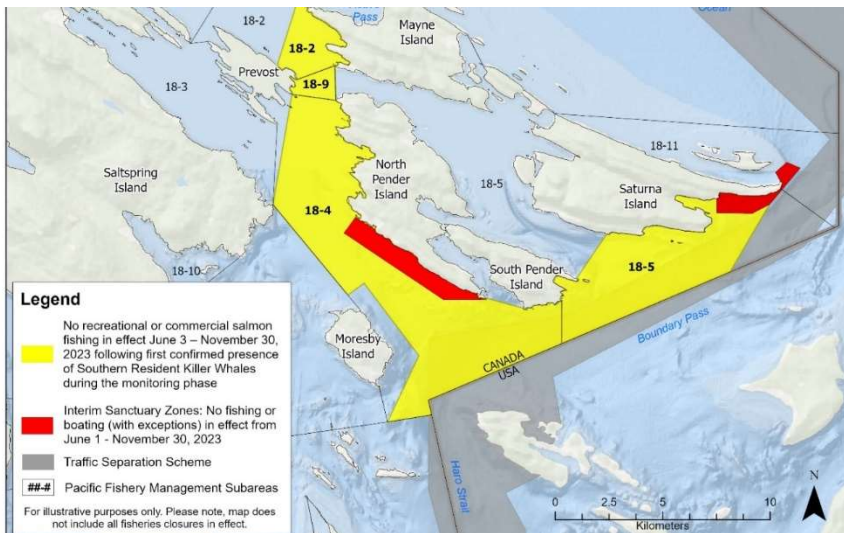 Pass
Ocean
18-2
18-2
Mayne
Island
Prevost
18-9
18-3
18-11
North
Pender
Island
Saltspring
Island
18-5
Saturna
Island
18-4
South
Pender
Island
18-5
18-10
Moresby
Island
Boundary Pass
CANADA
USA
Haro Strait
Legend
No recreational or commercial salmon
fishing in effect June 3 – November 30,
2023 following first confirmed presence
of Southern Resident Killer Whales
during the monitoring phase
Interim Sanctuary Zones: No fishing or
boating (with exceptions) in effect from
June 1 - November 30, 2023
Traffic Separation Scheme
##-# Pacific Fishery Management Subareas
For illustrative purposes only. Please note, map does
not include all fisheries closures in effect.
N
0 2.5 5 10
Kilometers